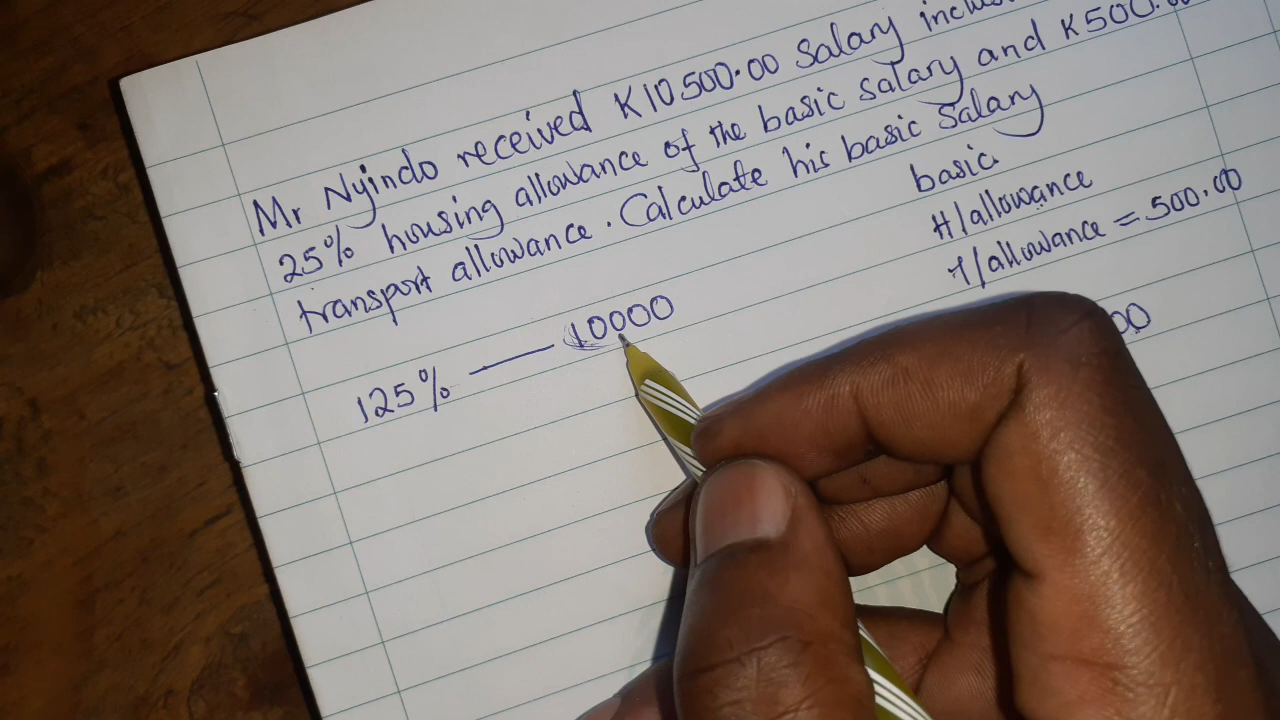 Mr Nyindo received K10500.00 Salary
25% housing allowance of the basic salary and K500.
transport allowance. Calculate his basic salary
basic
H/allowance
T/allowance = 500.00
125% — 10000
00